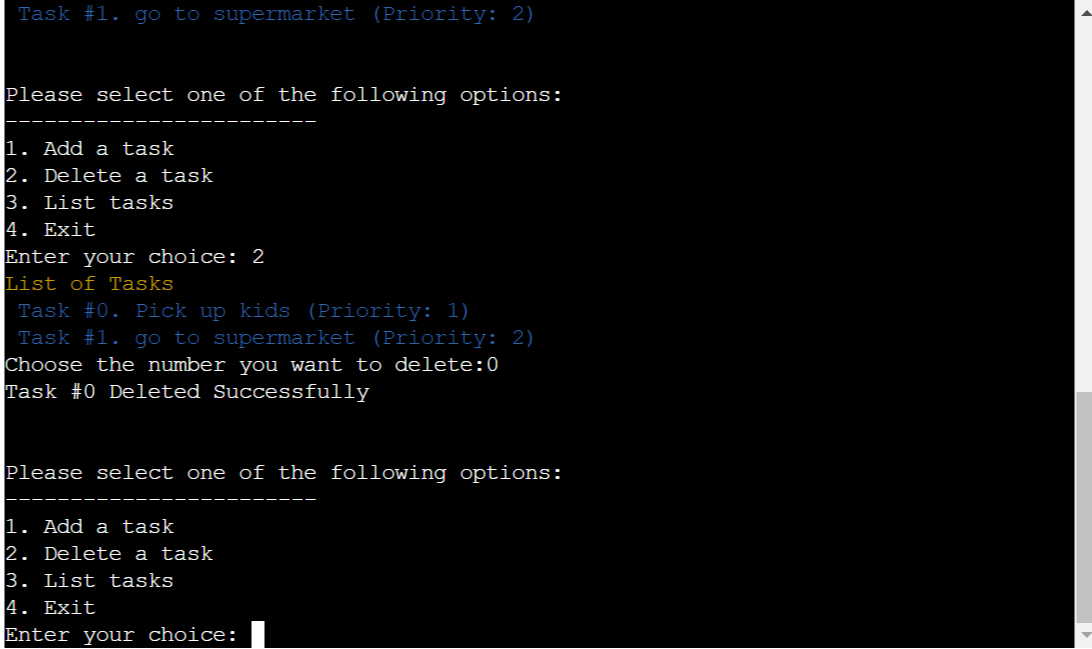 Task #1. go to supermarket (Priority: 2)
Please select one of the following options:
------------------------
1. Add a task
2. Delete a task
3. List tasks
4. Exit
Enter your choice: 2
List of Tasks
Task #0. Pick up kids (Priority: 1)
Task #1. go to supermarket (Priority: 2)
Choose the number you want to delete:0
Task #0 Deleted Successfully
Please select one of the following options:
------------------------
1. Add a task
2. Delete a task
3. List tasks
4. Exit
Enter your choice: